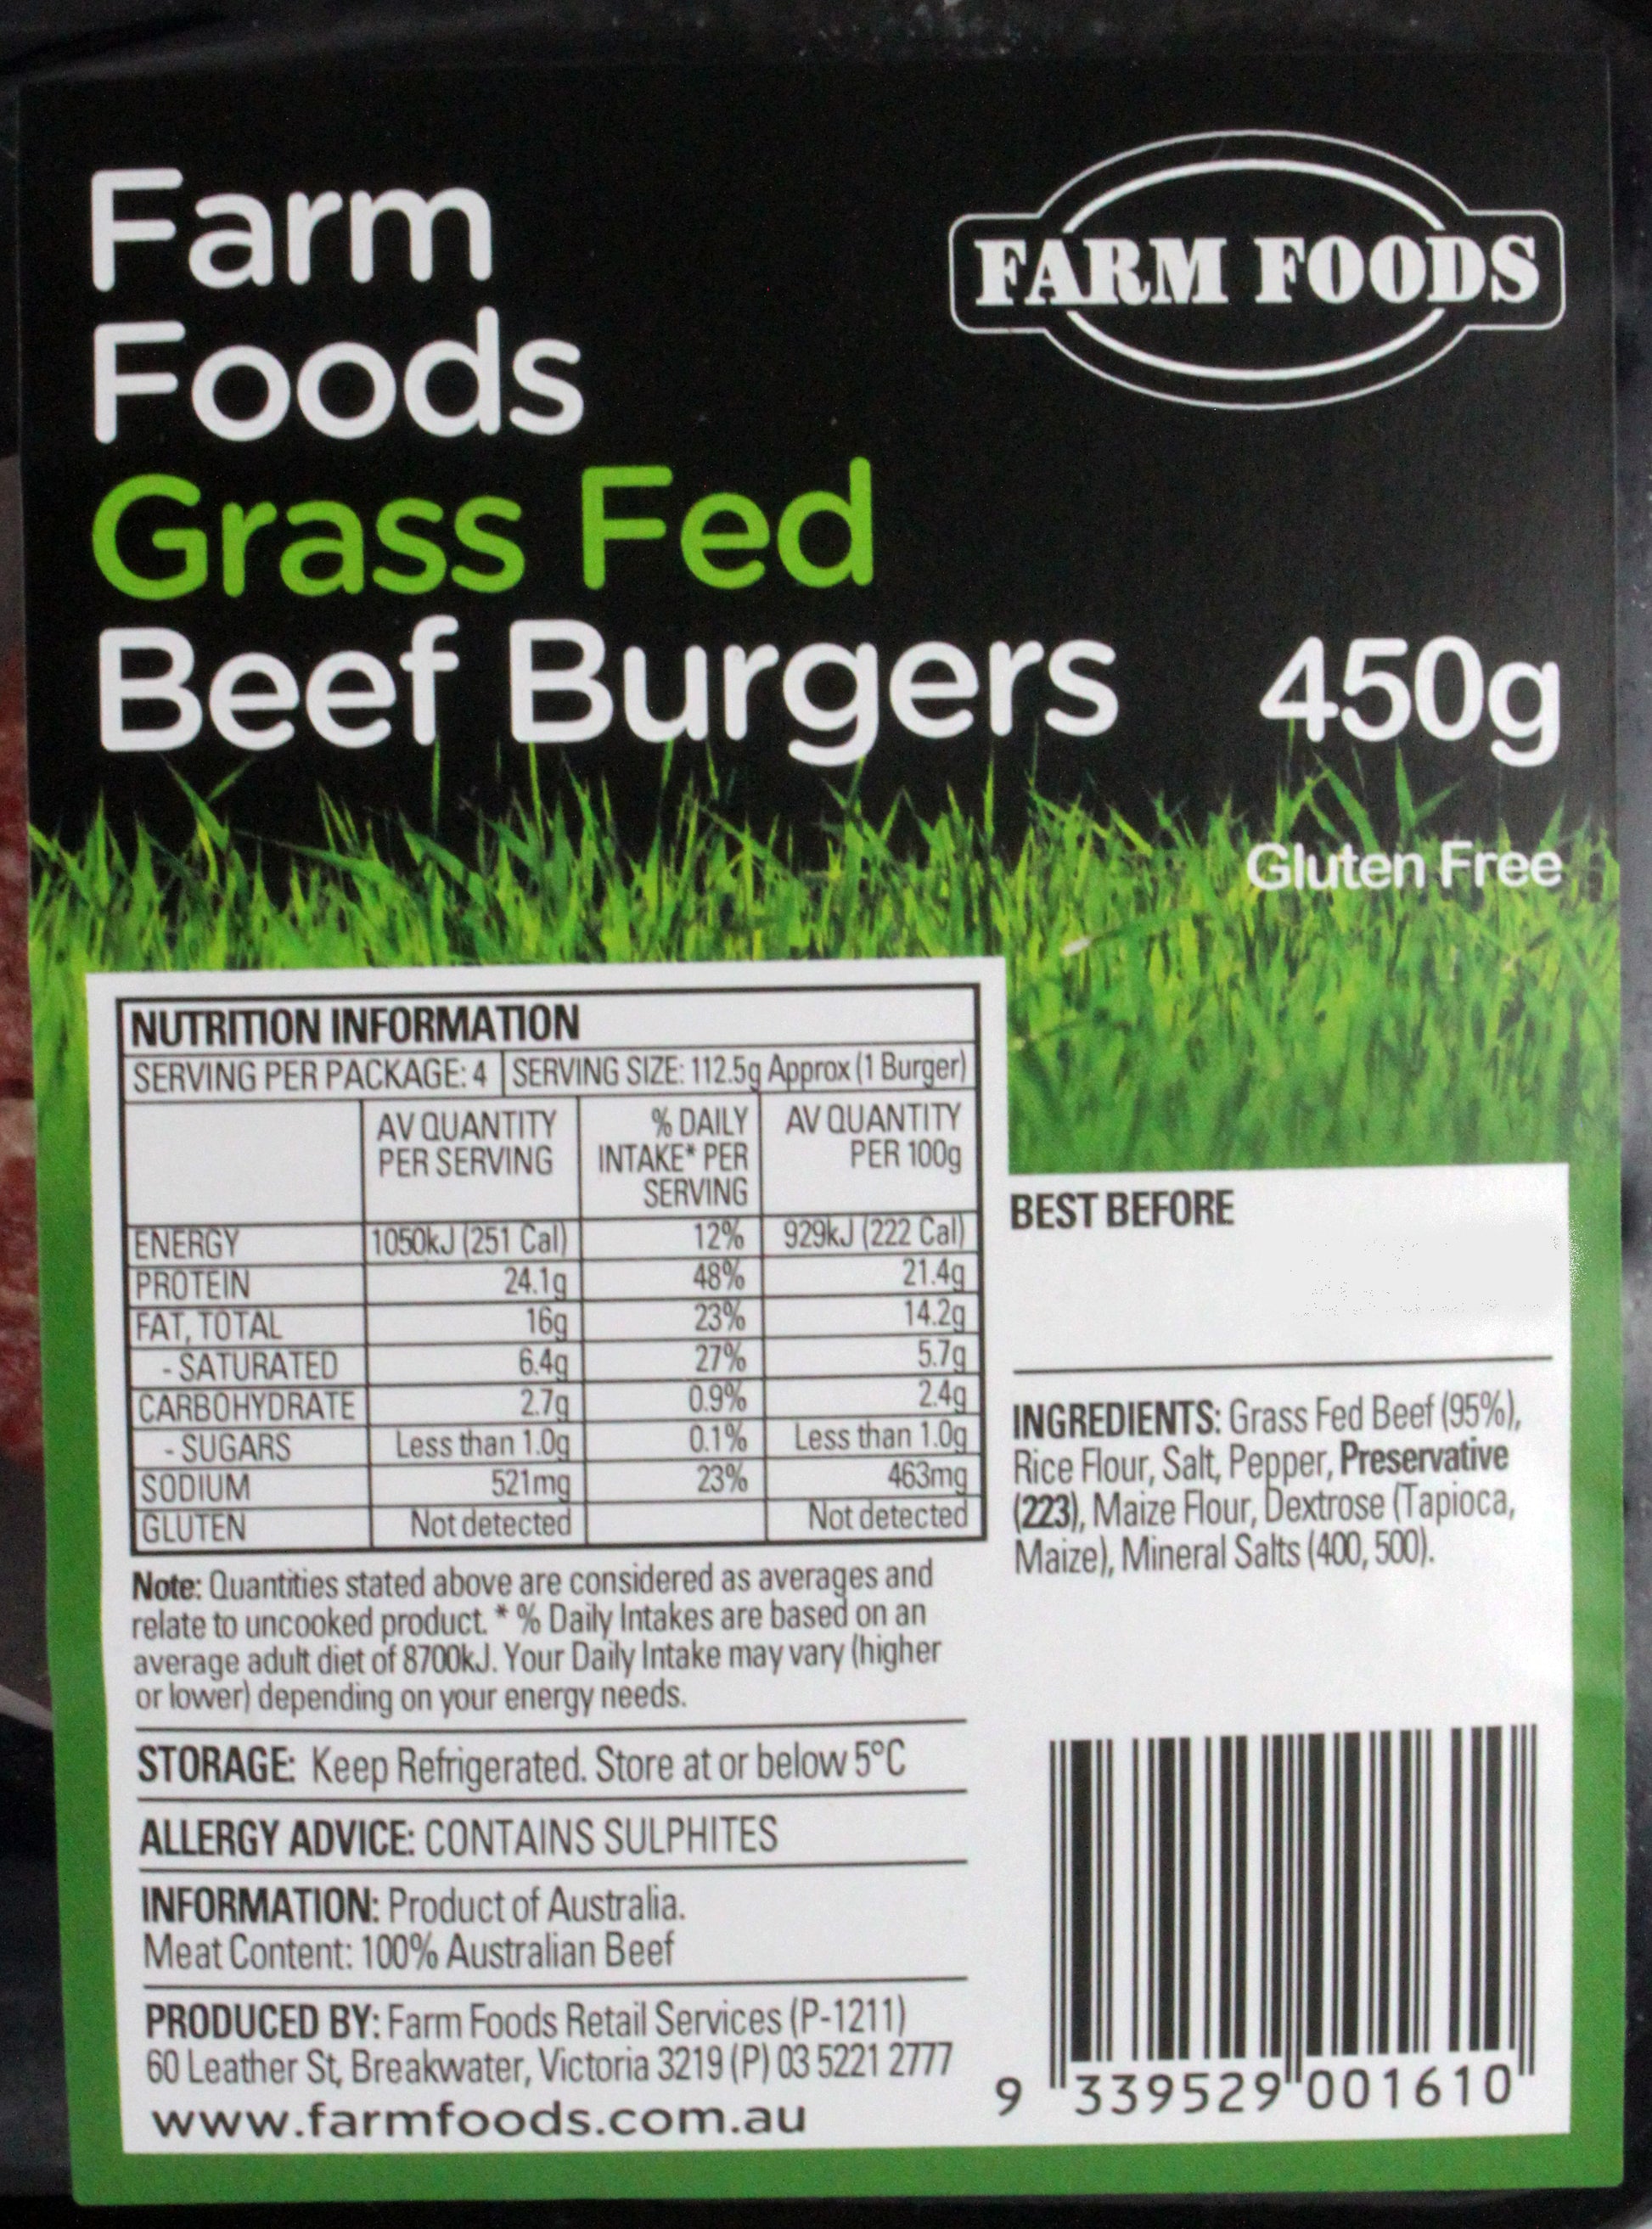 Farm
Foods
Grass Fed
Beef Burgers
FARM FOODS
450g
Gluten Free
NUTRITION INFORMATION
SERVING PER PACKAGE: 4 SERVING SIZE: 112.5g Approx (1 Burger)
AV QUANTITY PER SERVING % DAILY INTAKE* PER SERVING AV QUANTITY PER 100g
ENERGY 1050kJ (251 Cal) 12% 929kJ (222 Cal)
PROTEIN 24.1g 48% 21.4g
FAT, TOTAL 16g 23% 14.2g
- SATURATED 6.4g 27% 5.7g
CARBOHYDRATE 2.7g 0.9% 2.4g
- SUGARS Less than 1.0g 0.1% Less than 1.0g
SODIUM 521mg 23% 463mg
GLUTEN Not detected Not detected
Note: Quantities stated above are considered as averages and
relate to uncooked product. * % Daily Intakes are based on an
average adult diet of 8700kJ. Your Daily Intake may vary (higher
or lower) depending on your energy needs.
STORAGE: Keep Refrigerated. Store at or below 5°C
ALLERGY ADVICE: CONTAINS SULPHITES
INFORMATION: Product of Australia.
Meat Content: 100% Australian Beef
PRODUCED BY: Farm Foods Retail Services (P-1211)
60 Leather St, Breakwater, Victoria 3219 (P) 03 5221 2777
www.farmfoods.com.au
BEST BEFORE
INGREDIENTS: Grass Fed Beef (95%),
Rice Flour, Salt, Pepper, Preservative
(223), Maize Flour, Dextrose (Tapioca,
Maize), Mineral Salts (400, 500).
9 339529 001610